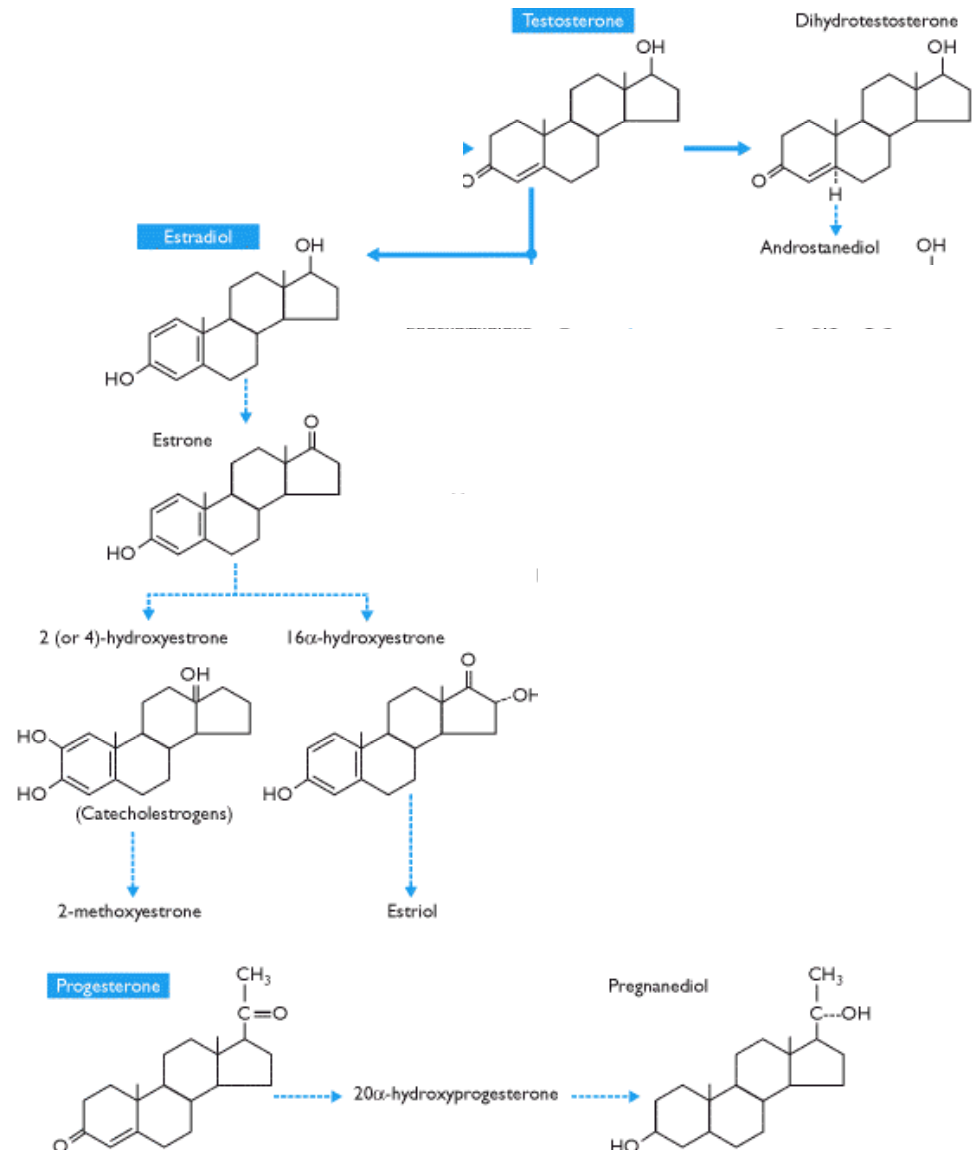 Testosterone
Dihydrotestosterone
OH
OH
O
O
H
Estradiol
OH
Androstanediol
OH
HO
Estrone
O
HO
2 (or 4)-hydroxyestrone
16α-hydroxyestrone
O
OH
OH
HO
HO
HO
(Catecholestrogens)
2-methoxyestrone
Estriol
Progesterone
CH3
Pregnanediol
CH3
C=O
C---OH
20α-hydroxyprogesterone
O
HO